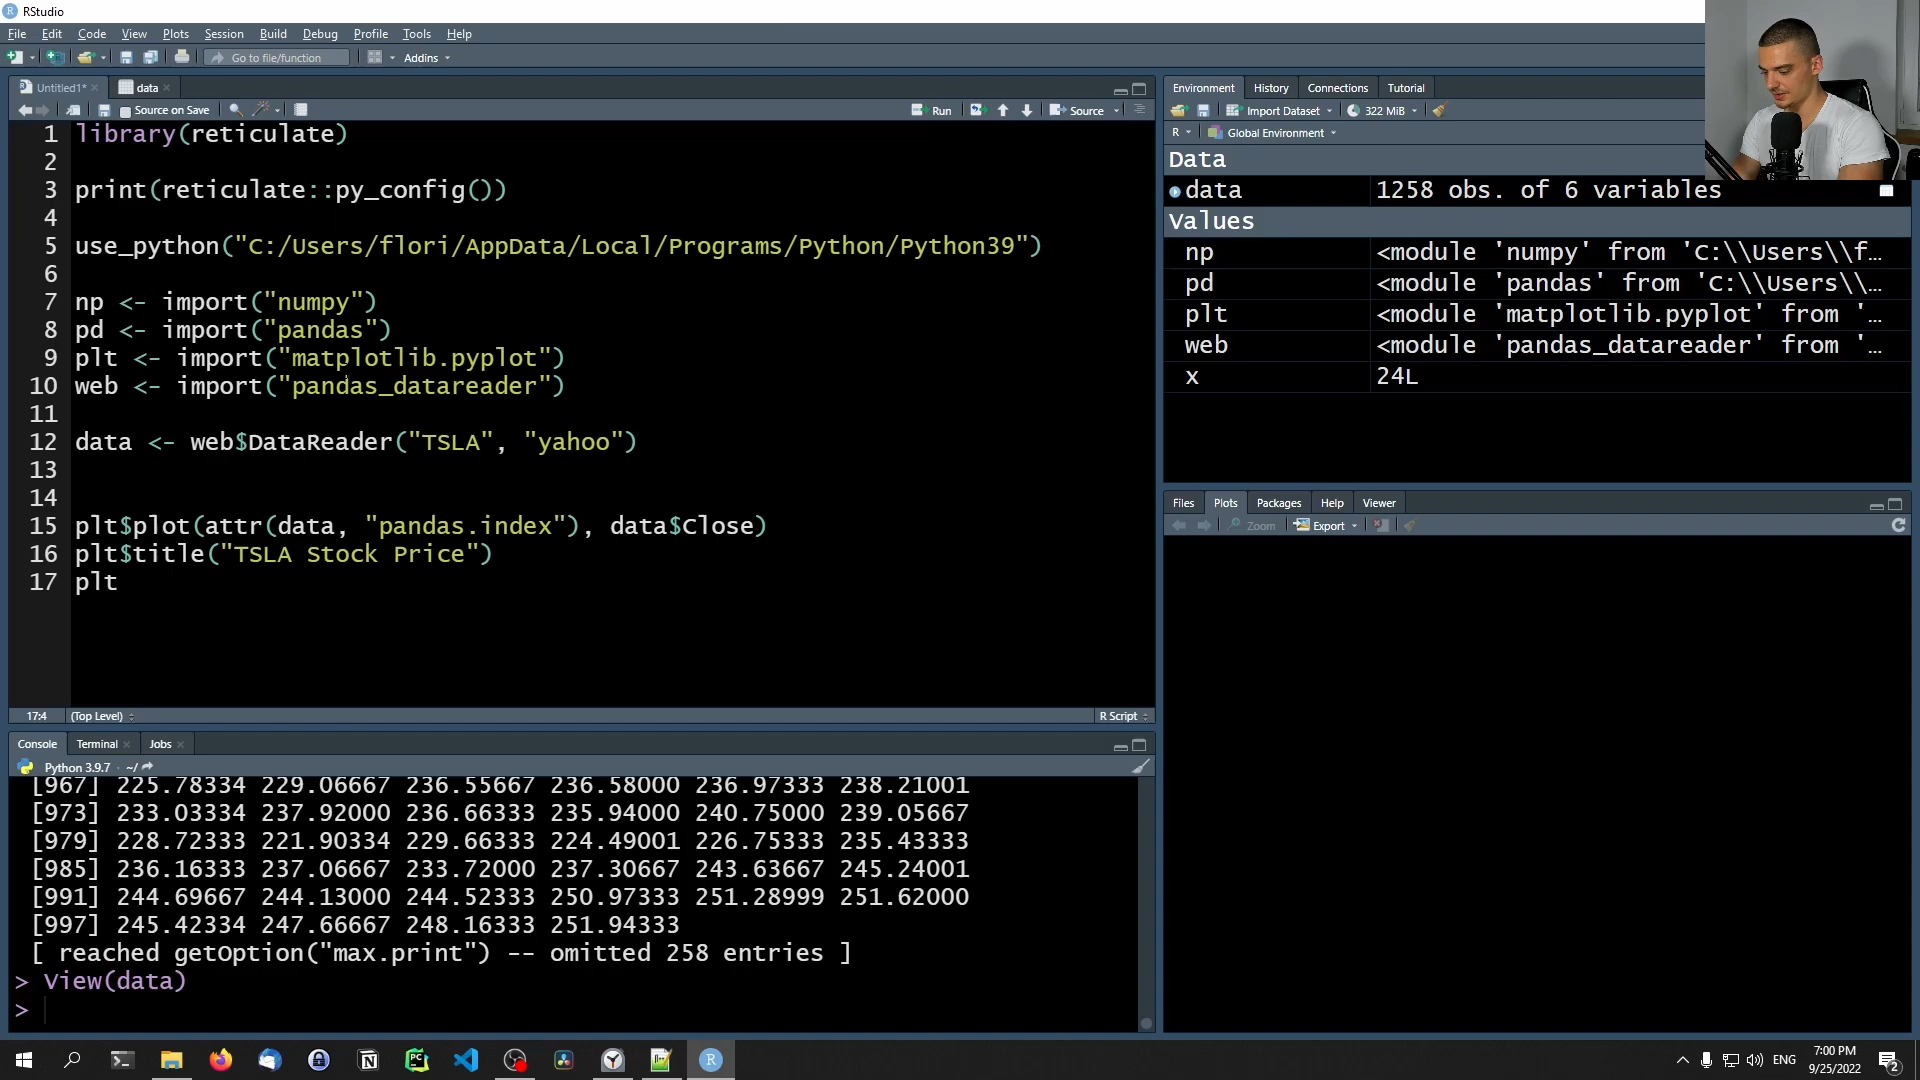 RStudio
File Edit Code View Plots Session Build Debug Profile Tools Help
Go to file/function Addins
Untitled1* data
Source on Save Run Source
1 library(reticulate)
2
3 print(reticulate::py_config())
4
5 use_python("C:/Users/flori/AppData/Local/Programs/Python/Python39")
6
7 np <- import("numpy")
8 pd <- import("pandas")
9 plt <- import("matplotlib.pyplot")
10 web <- import("pandas_datareader")
11
12 data <- web$DataReader("TSLA", "yahoo")
13
14
15 plt$plot(attr(data, "pandas.index"), data$Close)
16 plt$title("TSLA Stock Price")
17 plt
17:4 (Top Level) R Script
Console Terminal Jobs
Python 3.9.7 · ~/
[967] 225.78334 229.06667 236.55667 236.58000 236.97333 238.21001
[973] 233.03334 237.92000 236.66333 235.94000 240.75000 239.05667
[979] 228.72333 221.90334 229.66333 224.49001 226.75333 235.43333
[985] 236.16333 237.06667 233.72000 237.30667 243.63667 245.24001
[991] 244.69667 244.13000 244.52333 250.97333 251.28999 251.62000
[997] 245.42334 247.66667 248.16333 251.94333
[ reached getOption("max.print") -- omitted 258 entries ]
> View(data)
>
Environment History Connections Tutorial
Import Dataset 322 MiB
R Global Environment
Data
data 1258 obs. of 6 variables
Values
np <module 'numpy' from 'C:\\Users\\f…
pd <module 'pandas' from 'C:\\Users\\…
plt <module 'matplotlib.pyplot' from '…
web <module 'pandas_datareader' from '…
x 24L
Files Plots Packages Help Viewer
Zoom Export
ENG 7:00 PM
9/25/2022
2